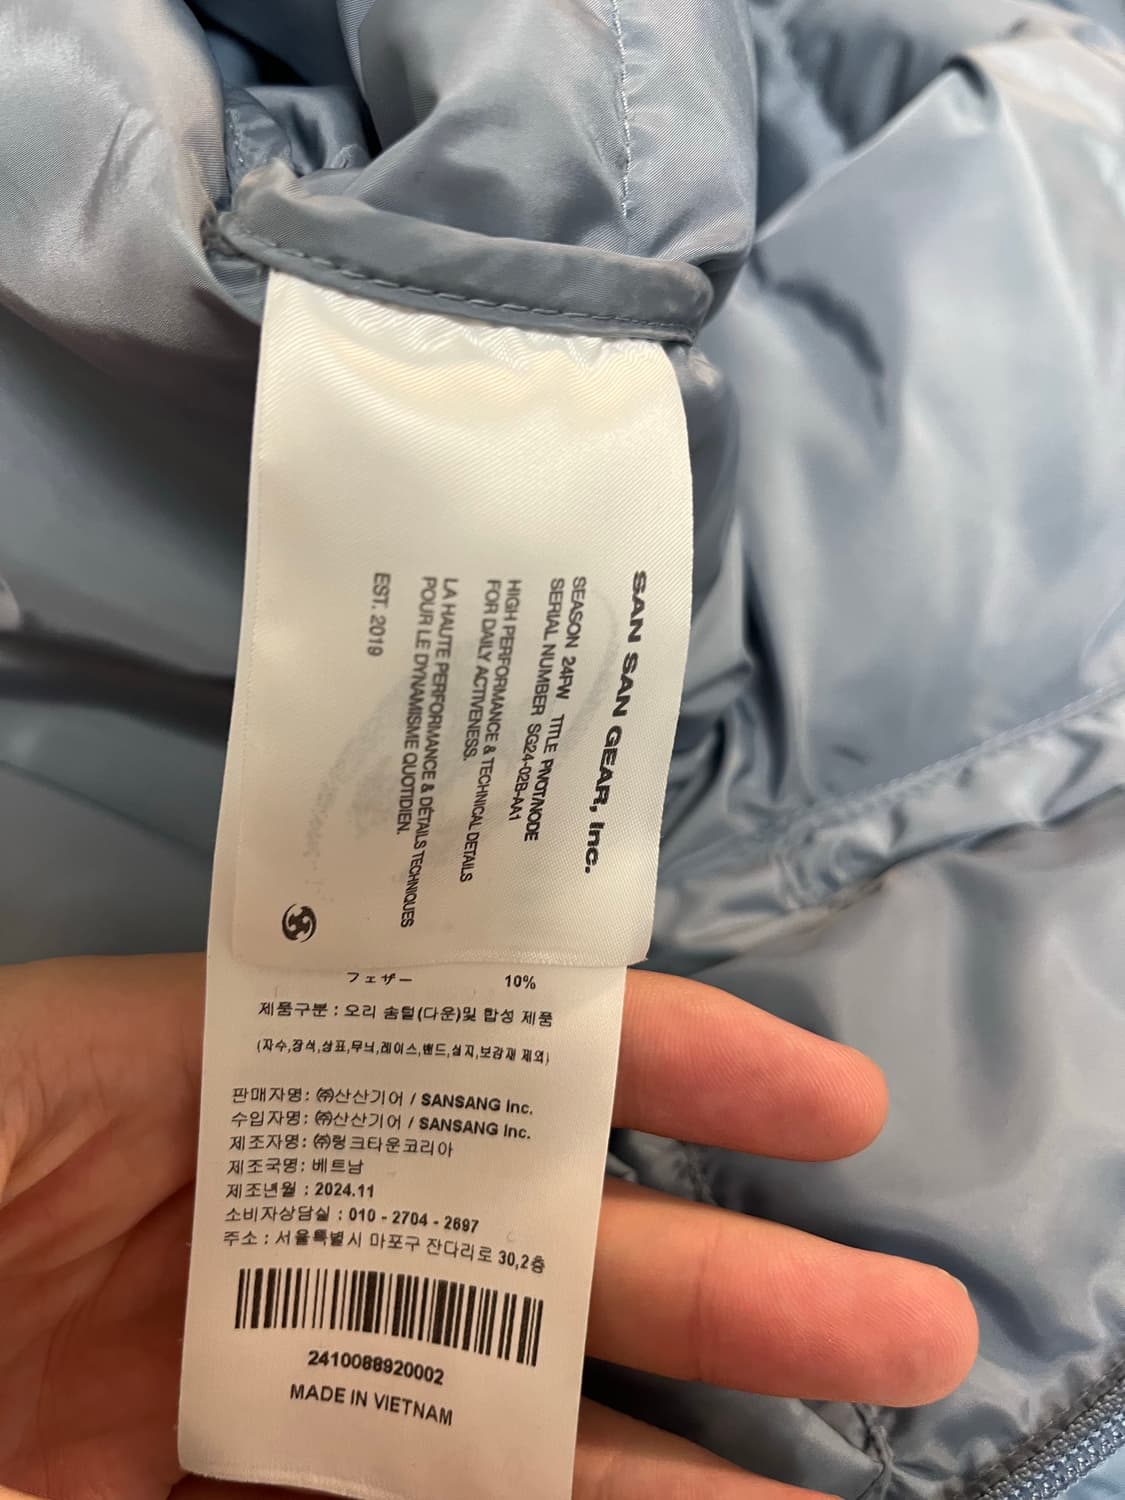 SAN SAN GEAR, Inc.
SEASON 24FW TITLE PIVOT/NODE
SERIAL NUMBER SG24-02B-AA1
HIGH PERFORMANCE & TECHNICAL DETAILS
FOR DAILY ACTIVENESS.
LA HAUTE PERFORMANCE & DÉTAILS TECHNIQUES
POUR LE DYNAMISME QUOTIDIEN.
EST. 2019
フェザー 10%
제품구분 : 오리 솜털(다운)및 합성 제품
(자수,장식,상표,무늬,레이스,밴드,심지,보강재 제외)
판매자명: ㈜산산기어 / SANSANG Inc.
수입자명: ㈜산산기어 / SANSANG Inc.
제조자명: ㈜링크타운코리아
제조국명: 베트남
제조년월 : 2024.11
소비자상담실 : 010 - 2704 - 2697
주소 : 서울특별시 마포구 잔다리로 30,2층
2410088920002
MADE IN VIETNAM